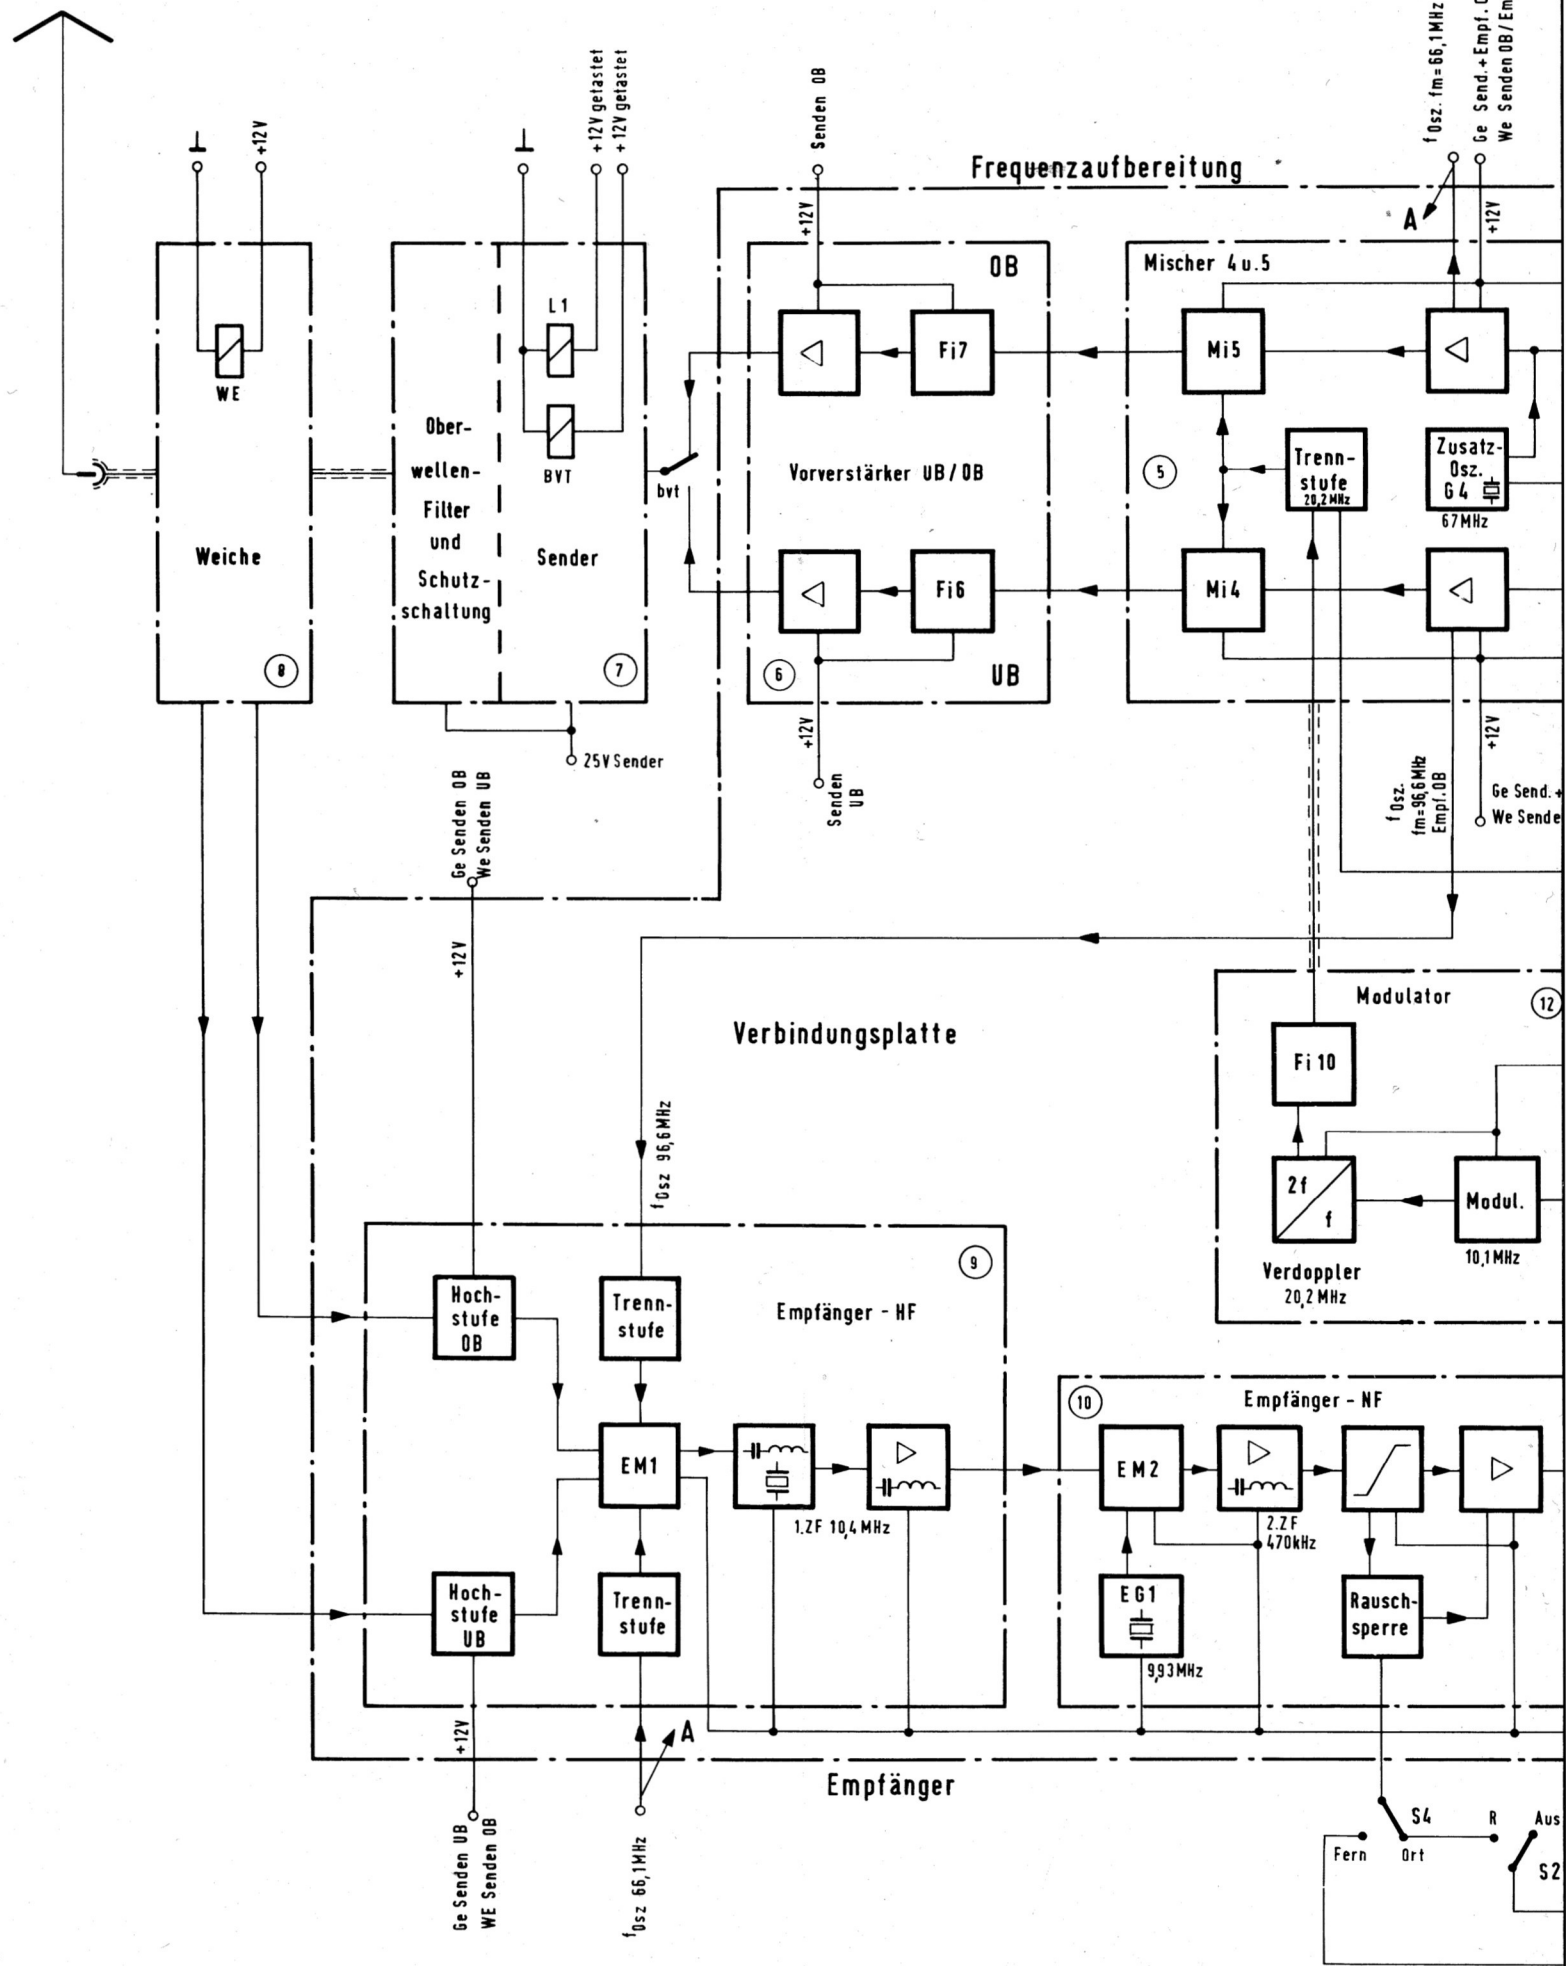 f Osz. fm=66,1MHz
Ge Send.+Empf.
We Senden OB/Em
+12V
+12V getastet
+12V getastet
Senden OB
Frequenzaufbereitung
A
+12V
+12V
OB
Mischer 4u.5
L1
WE
Fi7
Mi5
BVT
Ober-
wellen-
Filter
und
Schutz-
schaltung
Sender
Weiche
bvt
Vorverstärker UB/OB
5
Trenn-
stufe
20,2MHz
Zusatz-
Osz.
G4
67MHz
Fi6
Mi4
8
7
6
UB
25V Sender
+12V
Senden
UB
+12V
f Osz.
fm=96,6MHz
Empf.OB
Ge Send.+
We Sende
Ge Senden OB
We Senden UB
+12V
Verbindungsplatte
Modulator
12
Fi 10
2f
f
Modul.
10,1MHz
Verdoppler
20,2 MHz
fOsz 96,6MHz
9
Hoch-
stufe
OB
Trenn-
stufe
Empfänger - HF
10
Empfänger - NF
EM1
EM2
1.ZF 10,4MHz
2.ZF
470kHz
Hoch-
stufe
UB
Trenn-
stufe
EG1
9,93MHz
Rausch-
sperre
+12V
A
Empfänger
Ge Senden UB
WE Senden OB
fOsz 66,1MHz
S4
R
Aus
Fern
Ort
S2